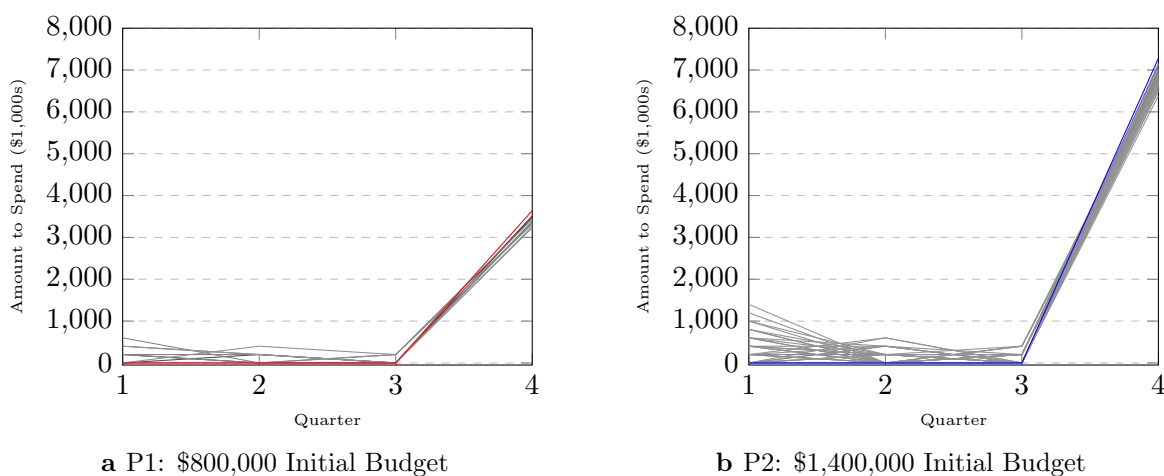 8,000
7,000
6,000
5,000
4,000
3,000
2,000
1,000
0
1 2 3 4
Amount to Spend ($1,000s)
Quarter
a P1: $800,000 Initial Budget
8,000
7,000
6,000
5,000
4,000
3,000
2,000
1,000
0
1 2 3 4
Amount to Spend ($1,000s)
Quarter
b P2: $1,400,000 Initial Budget